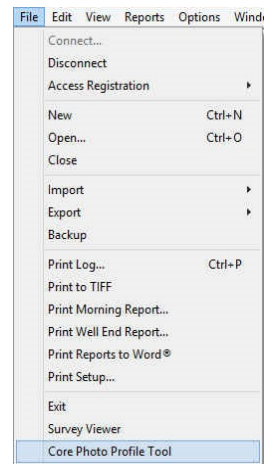 File Edit View Reports Options
Connect...
Disconnect
Access Registration
New Ctrl+N
Open... Ctrl+O
Close
Import
Export
Backup
Print Log... Ctrl+P
Print to TIFF
Print Morning Report...
Print Well End Report...
Print Reports to Word®
Print Setup...
Exit
Survey Viewer
Core Photo Profile Tool